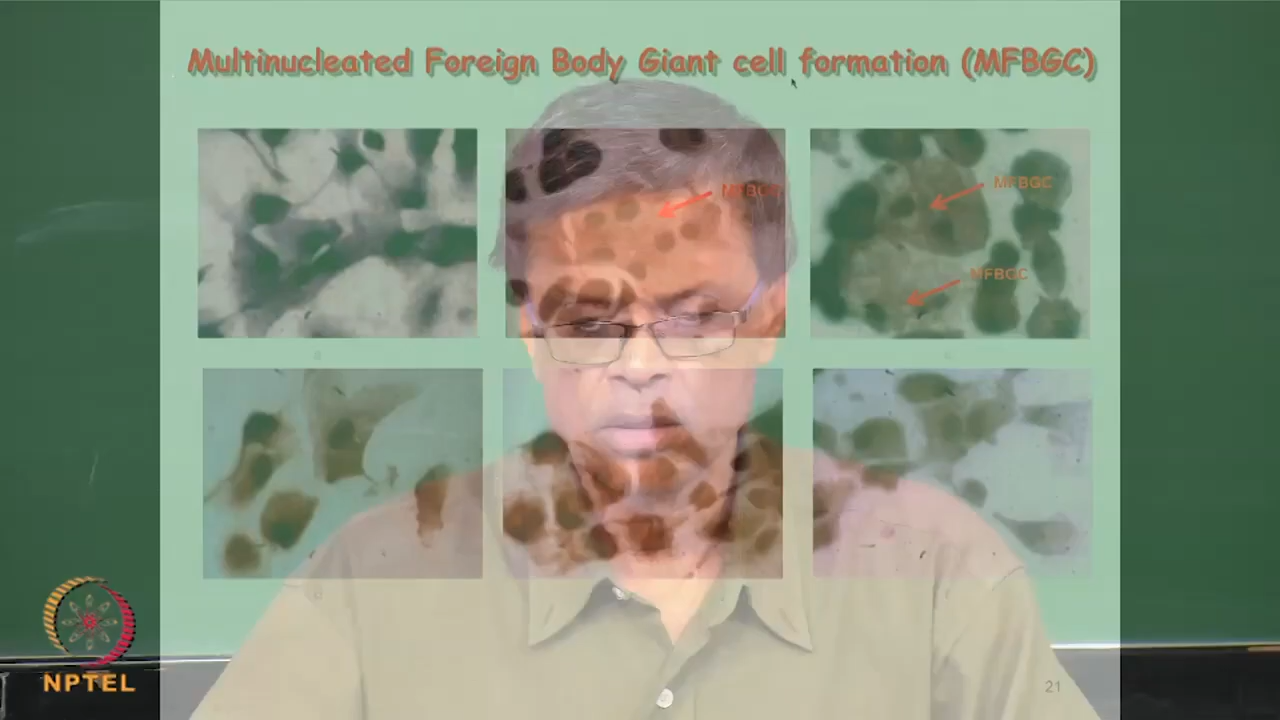 Multinucleated Foreign Body Giant cell formation (MFBGC)
MFBGC
MFBGC
MFBGC
NPTEL
21